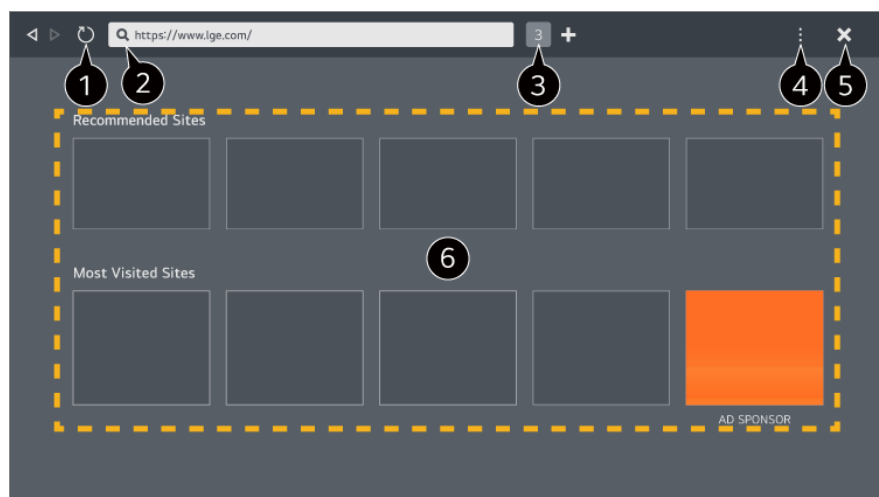 https://www.lge.com/ 3
1 2 3 4 5
Recommended Sites
6
Most Visited Sites
AD SPONSOR